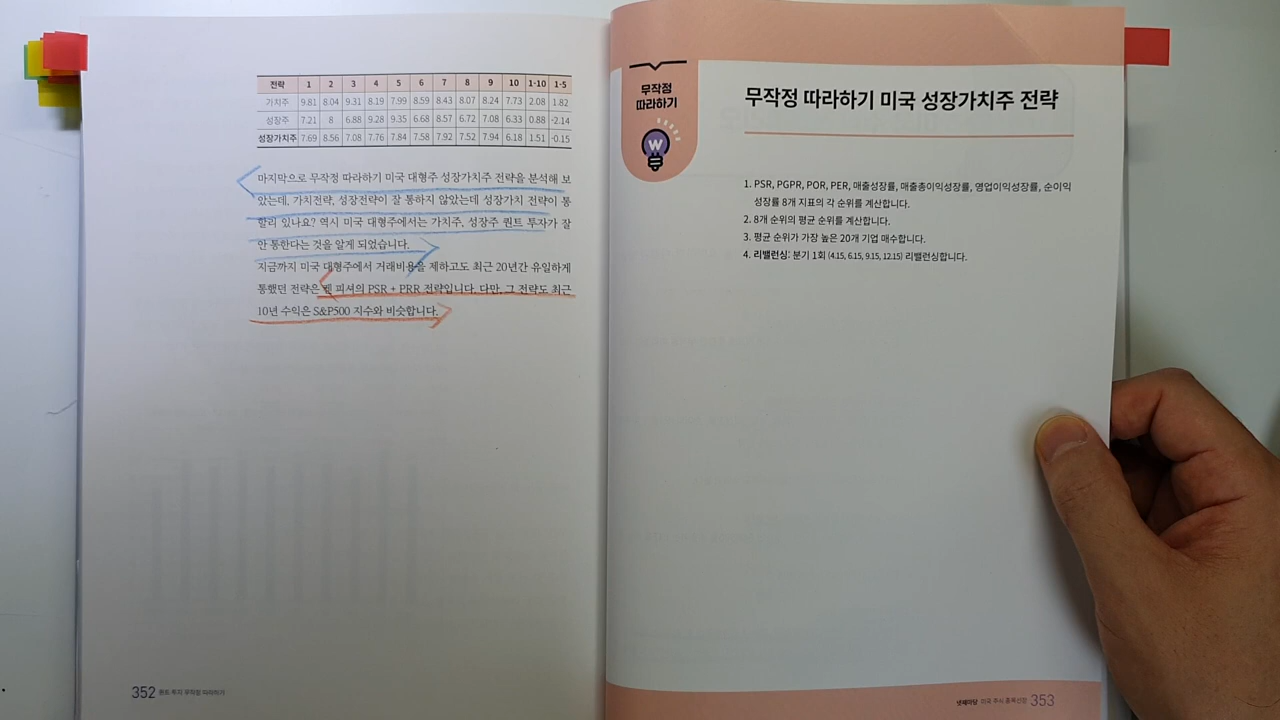 전략 1 2 3 4 5 6 7 8 9 10 1-10 1-5
가치주 9.81 8.04 9.31 8.19 7.99 8.59 8.43 8.07 8.24 7.73 2.08 1.82
성장주 7.21 8 6.88 9.28 9.35 6.68 8.57 6.72 7.08 6.33 0.88 -2.14
성장가치주 7.69 8.56 7.08 7.76 7.84 7.58 7.92 7.52 7.94 6.18 1.51 -0.15
마지막으로 무작정 따라하기 미국 대형주 성장가치주 전략을 분석해 보
았는데, 가치전략, 성장전략이 잘 통하지 않았는데 성장가치 전략이 통
할리 있나요? 역시 미국 대형주에서는 가치주, 성장주 퀀트 투자가 잘
안 통한다는 것을 알게 되었습니다.
지금까지 미국 대형주에서 거래비용을 제하고도 최근 20년간 유일하게
통했던 전략은 켄 피셔의 PSR + PRR 전략입니다. 다만, 그 전략도 최근
10년 수익은 S&P500 지수와 비슷합니다.
352 퀀트 투자 무작정 따라하기
무작정
따라하기
W
무작정 따라하기 미국 성장가치주 전략
1. PSR, PGPR, POR, PER, 매출성장률, 매출총이익성장률, 영업이익성장률, 순이익
성장률 8개 지표의 각 순위를 계산합니다.
2. 8개 순위의 평균 순위를 계산합니다.
3. 평균 순위가 가장 높은 20개 기업 매수합니다.
4. 리밸런싱: 분기 1회 (4.15, 6.15, 9.15, 12.15) 리밸런싱합니다.
넷째마당 미국 주식 종목선정 353